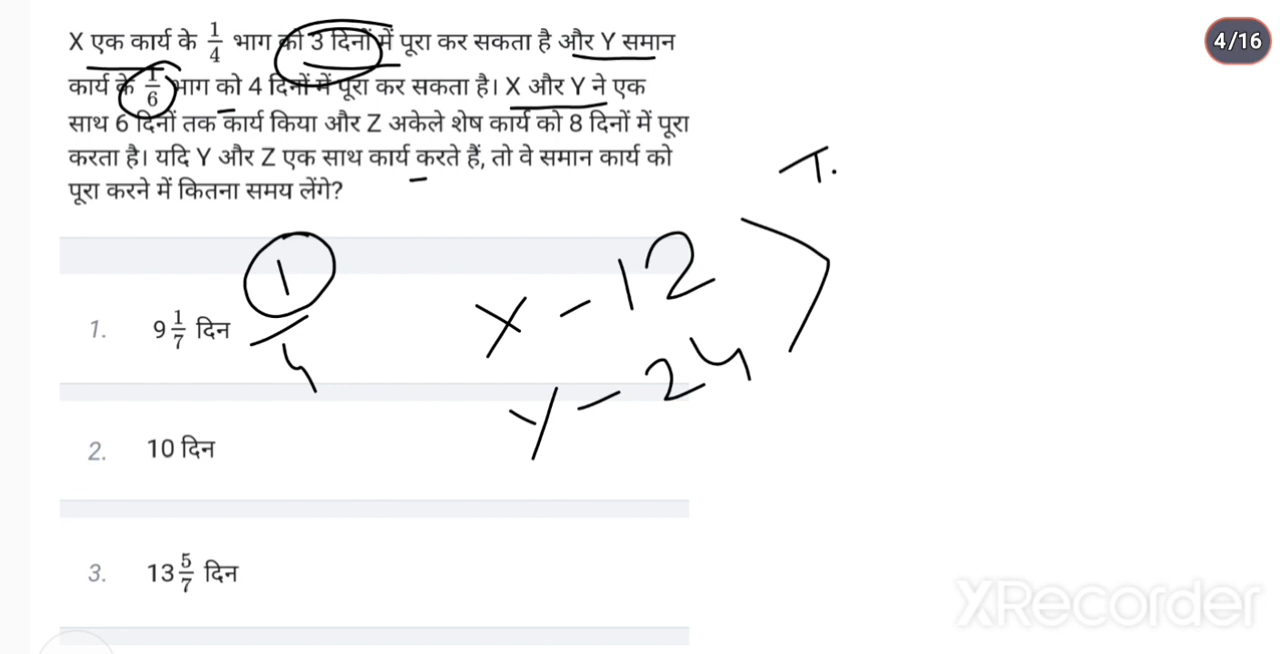 X एक कार्य के 1/4 भाग को 3 दिनों में पूरा कर सकता है और Y समान
कार्य के 1/6 भाग को 4 दिनों में पूरा कर सकता है। X और Y ने एक
साथ 6 दिनों तक कार्य किया और Z अकेले शेष कार्य को 8 दिनों में पूरा
करता है। यदि Y और Z एक साथ कार्य करते हैं, तो वे समान कार्य को
पूरा करने में कितना समय लेंगे?
4/16
T.
1/4
X - 12
Y - 24
1. 9 1/7 दिन
2. 10 दिन
3. 13 5/7 दिन
XRecorder